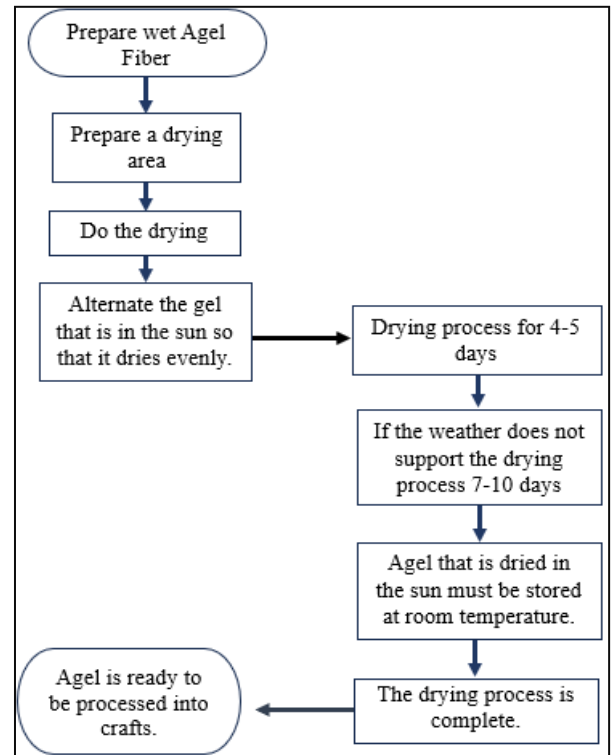 Prepare wet Agel
Fiber
Prepare a drying
area
Do the drying
Alternate the gel
that is in the sun so
that it dries evenly.
Drying process for 4-5
days
If the weather does not
support the drying
process 7-10 days
Agel that is dried in
the sun must be stored
at room temperature.
The drying process is
complete.
Agel is ready to
be processed into
crafts.